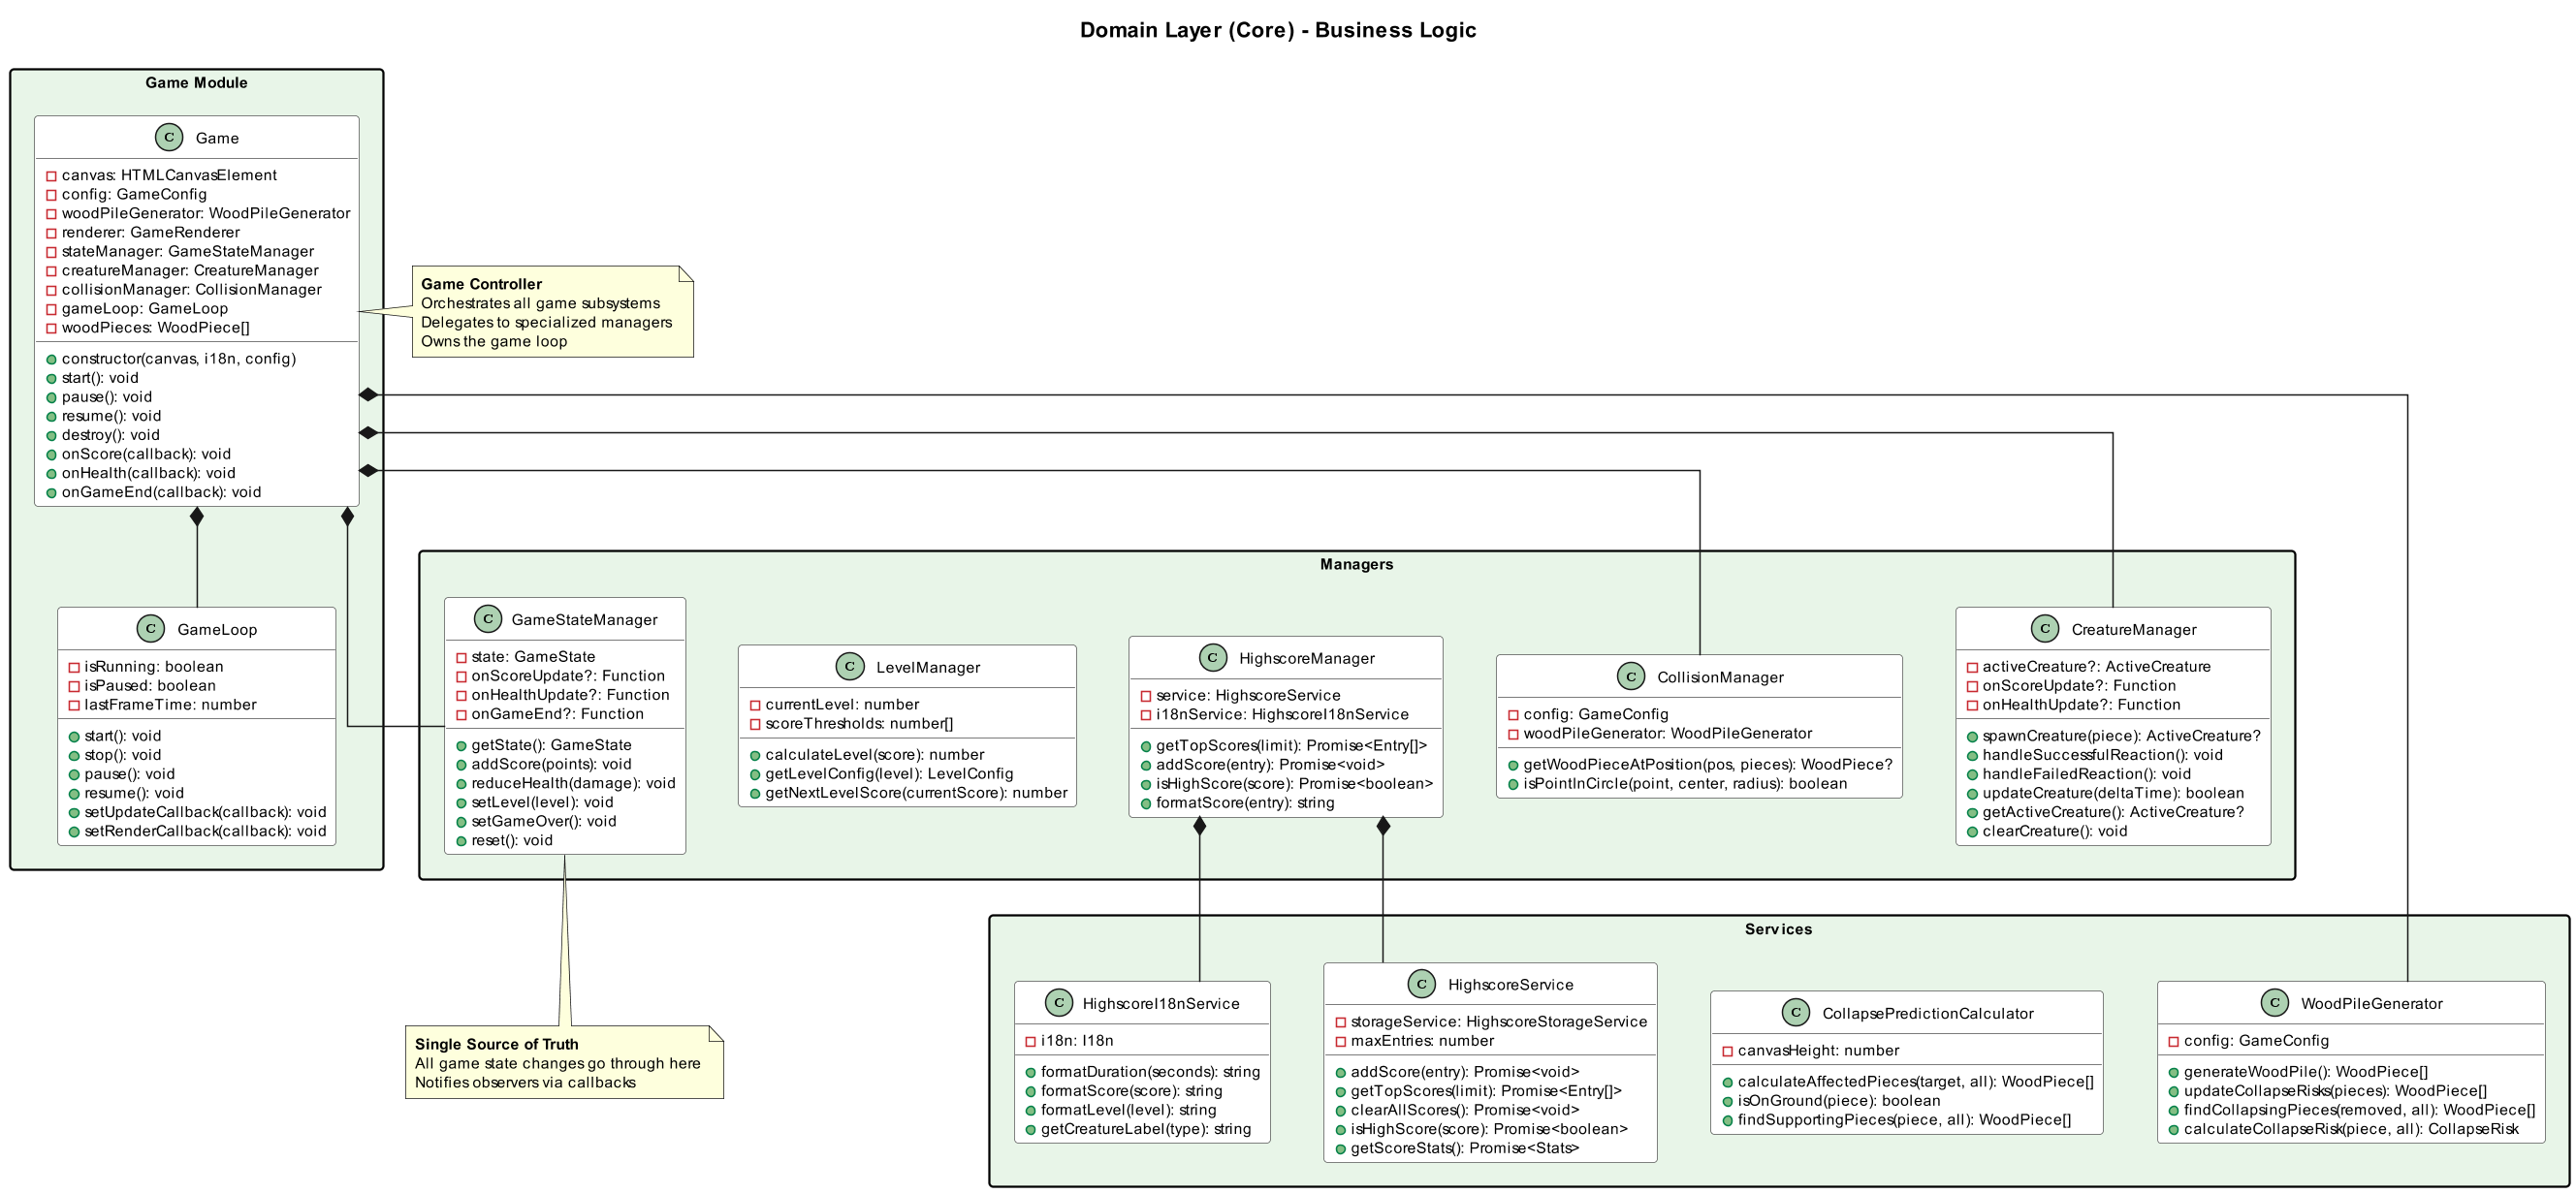 Domain Layer (Core) - Business Logic
Game Module
C Game
canvas: HTMLCanvasElement
config: GameConfig
woodPileGenerator: WoodPileGenerator
renderer: GameRenderer
stateManager: GameStateManager
creatureManager: CreatureManager
collisionManager: CollisionManager
gameLoop: GameLoop
woodPieces: WoodPiece[]
constructor(canvas, i18n, config)
start(): void
pause(): void
resume(): void
destroy(): void
onScore(callback): void
onHealth(callback): void
onGameEnd(callback): void
Game Controller
Orchestrates all game subsystems
Delegates to specialized managers
Owns the game loop
C GameLoop
isRunning: boolean
isPaused: boolean
lastFrameTime: number
start(): void
stop(): void
pause(): void
resume(): void
setUpdateCallback(callback): void
setRenderCallback(callback): void
Managers
C GameStateManager
state: GameState
onScoreUpdate?: Function
onHealthUpdate?: Function
onGameEnd?: Function
getState(): GameState
addScore(points): void
reduceHealth(damage): void
setLevel(level): void
setGameOver(): void
reset(): void
C LevelManager
currentLevel: number
scoreThresholds: number[]
calculateLevel(score): number
getLevelConfig(level): LevelConfig
getNextLevelScore(currentScore): number
C HighscoreManager
service: HighscoreService
i18nService: HighscoreI18nService
getTopScores(limit): Promise<Entry[]>
addScore(entry): Promise<void>
isHighScore(score): Promise<boolean>
formatScore(entry): string
C CollisionManager
config: GameConfig
woodPileGenerator: WoodPileGenerator
getWoodPieceAtPosition(pos, pieces): WoodPiece?
isPointInCircle(point, center, radius): boolean
C CreatureManager
activeCreature?: ActiveCreature
onScoreUpdate?: Function
onHealthUpdate?: Function
spawnCreature(piece): ActiveCreature?
handleSuccessfulReaction(): void
handleFailedReaction(): void
updateCreature(deltaTime): boolean
getActiveCreature(): ActiveCreature?
clearCreature(): void
Single Source of Truth
All game state changes go through here
Notifies observers via callbacks
Services
C HighscoreI18nService
i18n: I18n
formatDuration(seconds): string
formatScore(score): string
formatLevel(level): string
getCreatureLabel(type): string
C HighscoreService
storageService: HighscoreStorageService
maxEntries: number
addScore(entry): Promise<void>
getTopScores(limit): Promise<Entry[]>
clearAllScores(): Promise<void>
isHighScore(score): Promise<boolean>
getScoreStats(): Promise<Stats>
C CollapsePredictionCalculator
canvasHeight: number
calculateAffectedPieces(target, all): WoodPiece[]
isOnGround(piece): boolean
findSupportingPieces(piece, all): WoodPiece[]
C WoodPileGenerator
config: GameConfig
generateWoodPile(): WoodPiece[]
updateCollapseRisks(pieces): WoodPiece[]
findCollapsingPieces(removed, all): WoodPiece[]
calculateCollapseRisk(piece, all): CollapseRisk